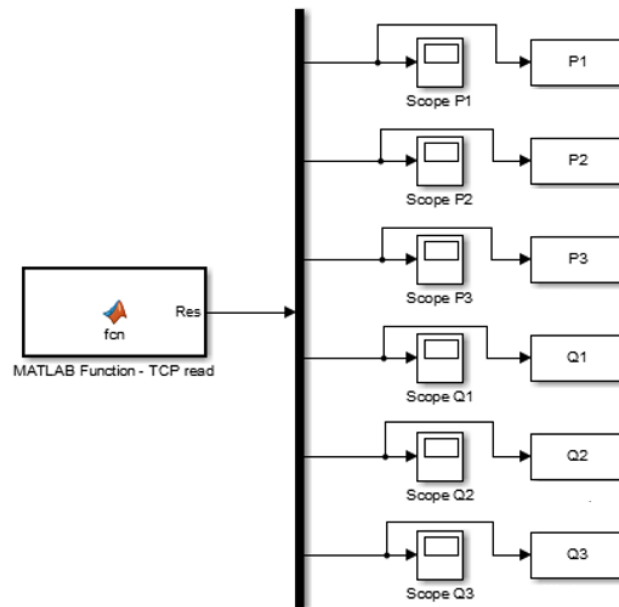 P1
Scope P1
P2
Scope P2
P3
Scope P3
Res
fcn
MATLAB Function - TCP read
Q1
Scope Q1
Q2
Scope Q2
Q3
Scope Q3